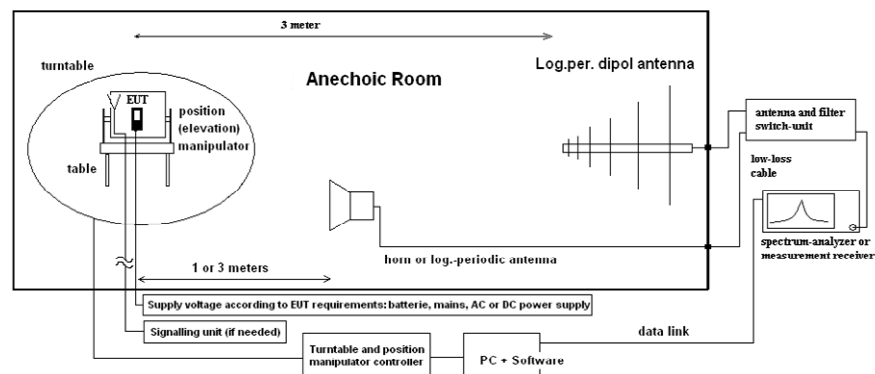 3 meter
turntable
Anechoic Room
Log.per. dipol antenna
EUT
position
(elevation)
manipulator
table
antenna and filter
switch-unit
low-loss
cable
spectrum-analyzer or
measurement receiver
horn or log.-periodic antenna
1 or 3 meters
Supply voltage according to EUT requirements: batterie, mains, AC or DC power supply
Signalling unit (if needed)
data link
Turntable and position
manipulator controller
PC + Software